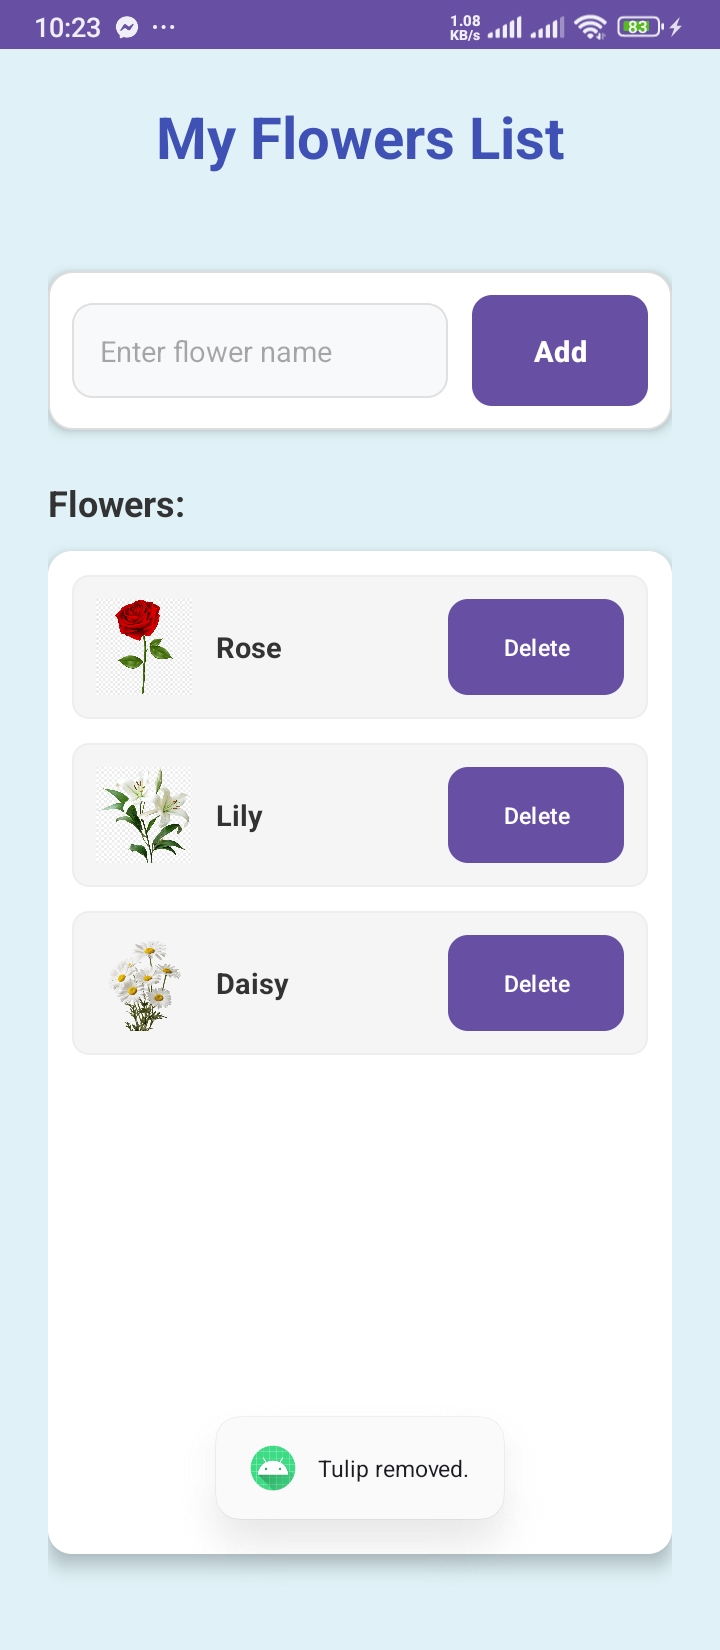 10:23
1.08
KB/s
83
My Flowers List
Enter flower name
Add
Flowers:
Rose
Delete
Lily
Delete
Daisy
Delete
Tulip removed.